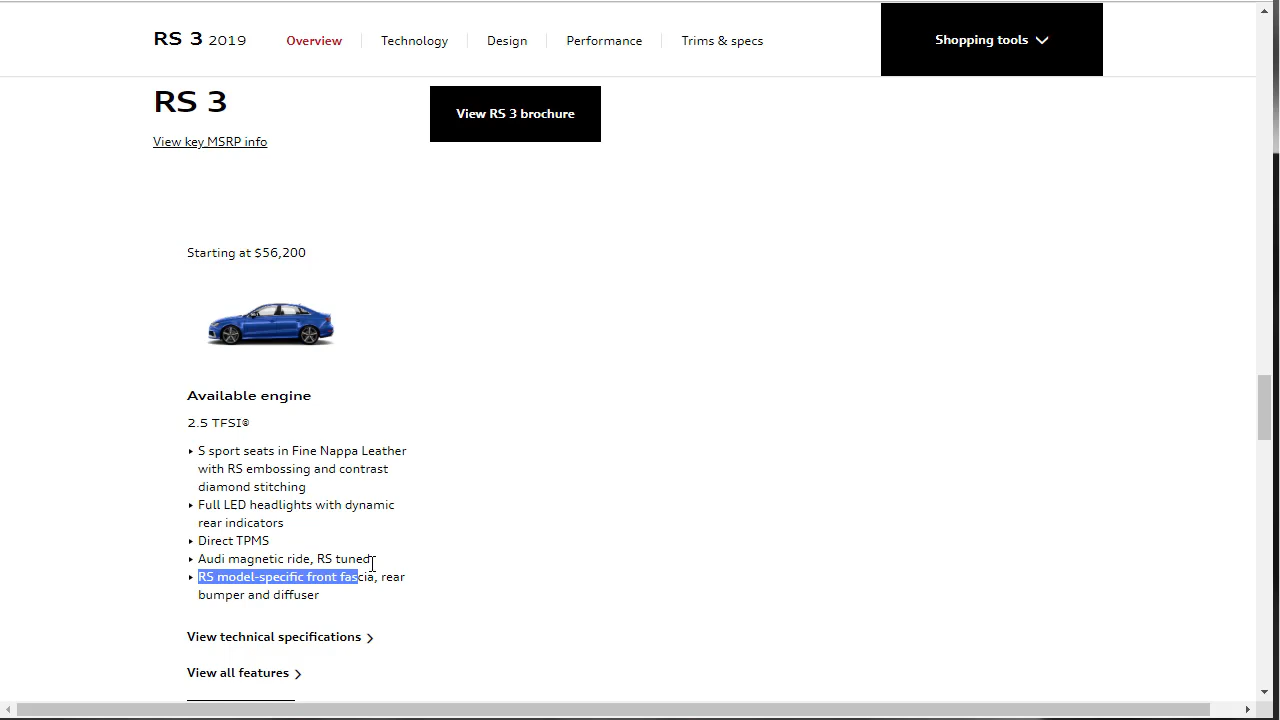 RS 3 2019
Overview
Technology
Design
Performance
Trims & specs
Shopping tools
RS 3
View RS 3 brochure
View key MSRP info
Starting at $56,200
Available engine
2.5 TFSI®
S sport seats in Fine Nappa Leather
with RS embossing and contrast
diamond stitching
Full LED headlights with dynamic
rear indicators
Direct TPMS
Audi magnetic ride, RS tuned
RS model-specific front fascia, rear
bumper and diffuser
View technical specifications
View all features